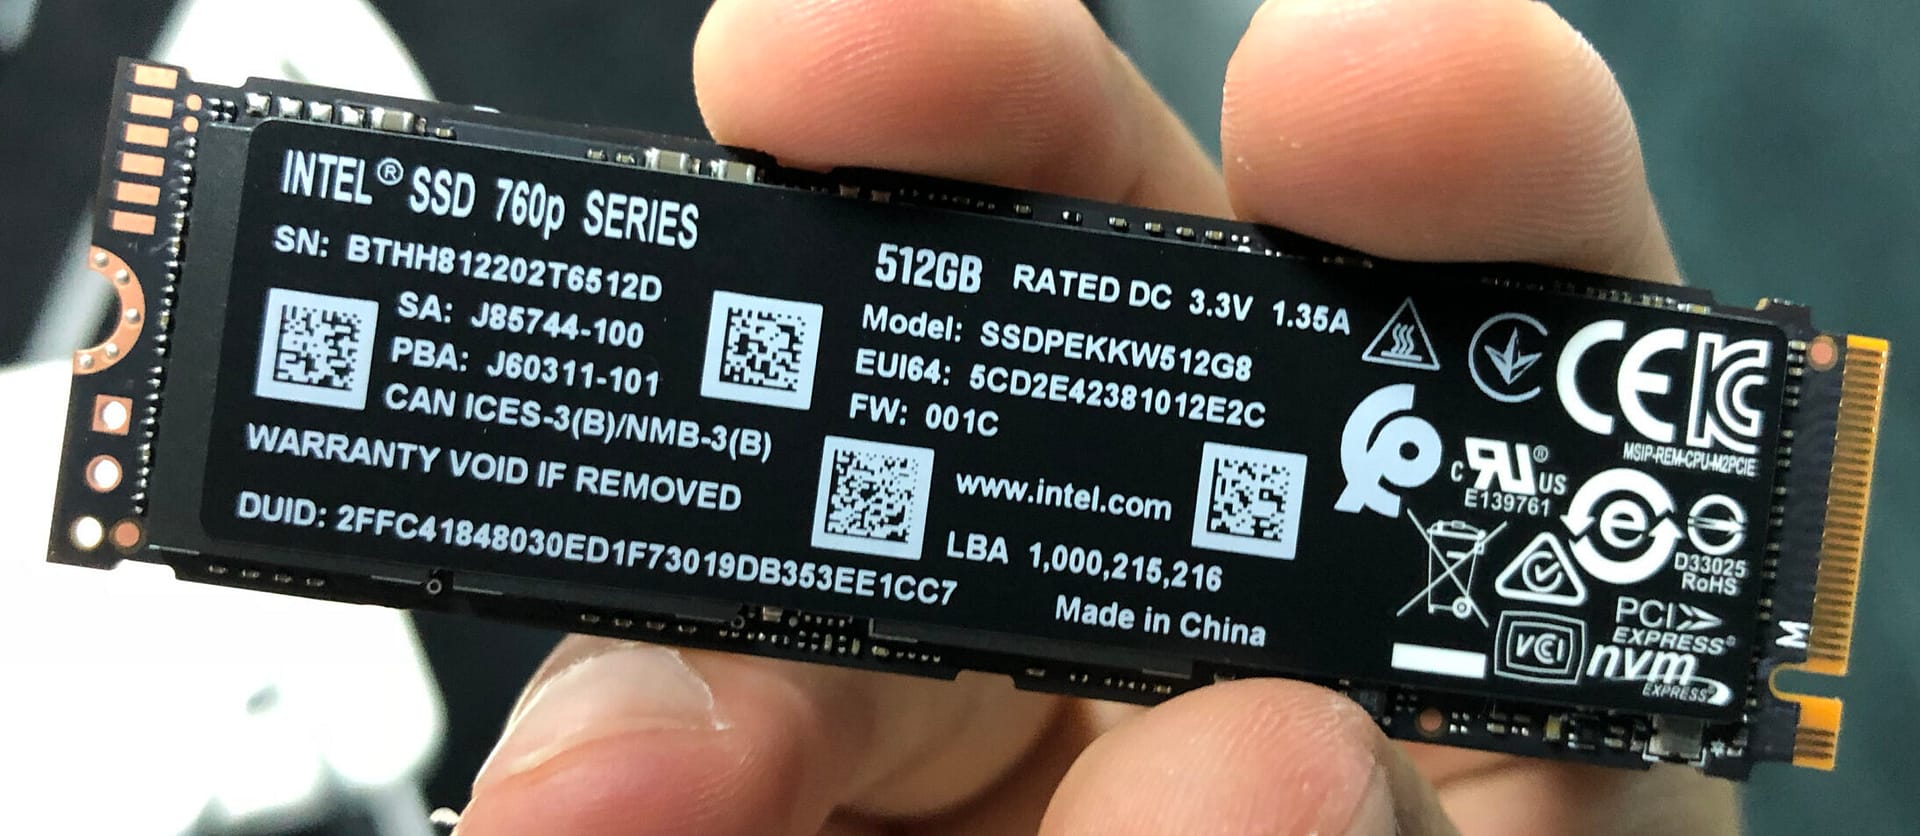 INTEL® SSD 760p SERIES
SN: BTHH812202T6512D
SA: J85744-100
PBA: J60311-101
CAN ICES-3(B)/NMB-3(B)
WARRANTY VOID IF REMOVED
DUID: 2FFC41848030ED1F73019DB353EE1CC7
512GB RATED DC 3.3V 1.35A
Model: SSDPEKKW512G8
EUI64: 5CD2E42381012E2C
FW: 001C
www.intel.com
LBA 1,000,215,216
Made in China
CE
MSIP-REM-CPU-M2PCIE
c RU® US
E139761
e
D33025
RoHS
VCCI
PCI
EXPRESS®
nvm
EXPRESS
M